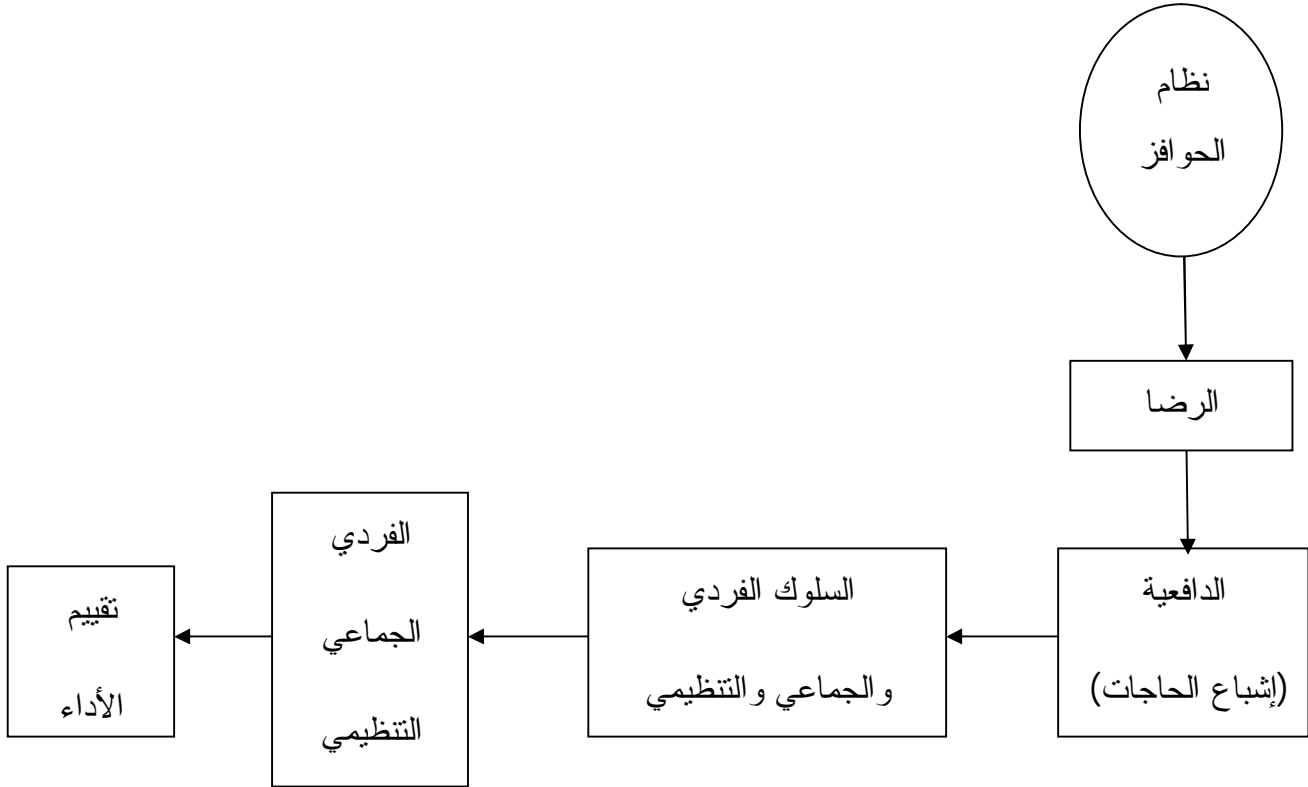 نظام
الحوافز
الرضا
الدافعية
(إشباع الحاجات)
السلوك الفردي
والجماعي والتنظيمي
الفردي
الجماعي
التنظيمي
تقييم
الأداء